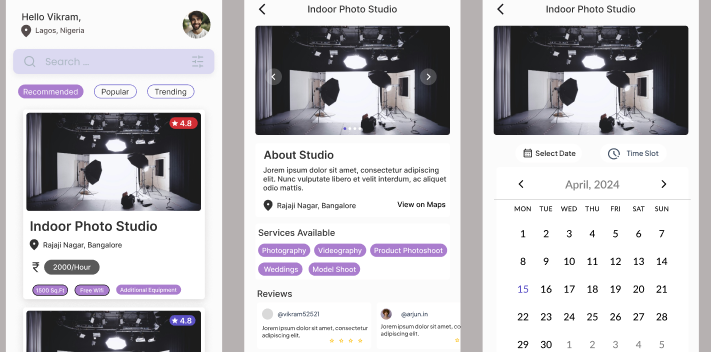 Hello Vikram,
Lagos, Nigeria
Search ...
Recommended
Popular
Trending
4.8
Indoor Photo Studio
Rajaji Nagar, Bangalore
₹ 2000/Hour
1500 Sq.Ft
Free Wifi
Additional Equipment
4.8
Indoor Photo Studio
About Studio
Lorem ipsum dolor sit amet, consectetur adipiscing
elit. Nunc vulputate libero et velit interdum, ac aliquet
odio mattis.
Rajaji Nagar, Bangalore
View on Maps
Services Available
Photography
Videography
Product Photoshoot
Weddings
Model Shoot
Reviews
@vikram52521
lorem ipsum dolor sit amet, consectetur
adipiscing elit.
@arjun.in
Lorem ipsum dolor sit amet, co
adipiscing elit.
Indoor Photo Studio
Select Date
Time Slot
April, 2024
MON TUE WED THU FRI SAT SUN
1 2 3 4 5 6 7
8 9 10 11 12 13 14
15 16 17 18 19 20 21
22 23 24 25 26 27 28
29 30 1 2 3 4 5